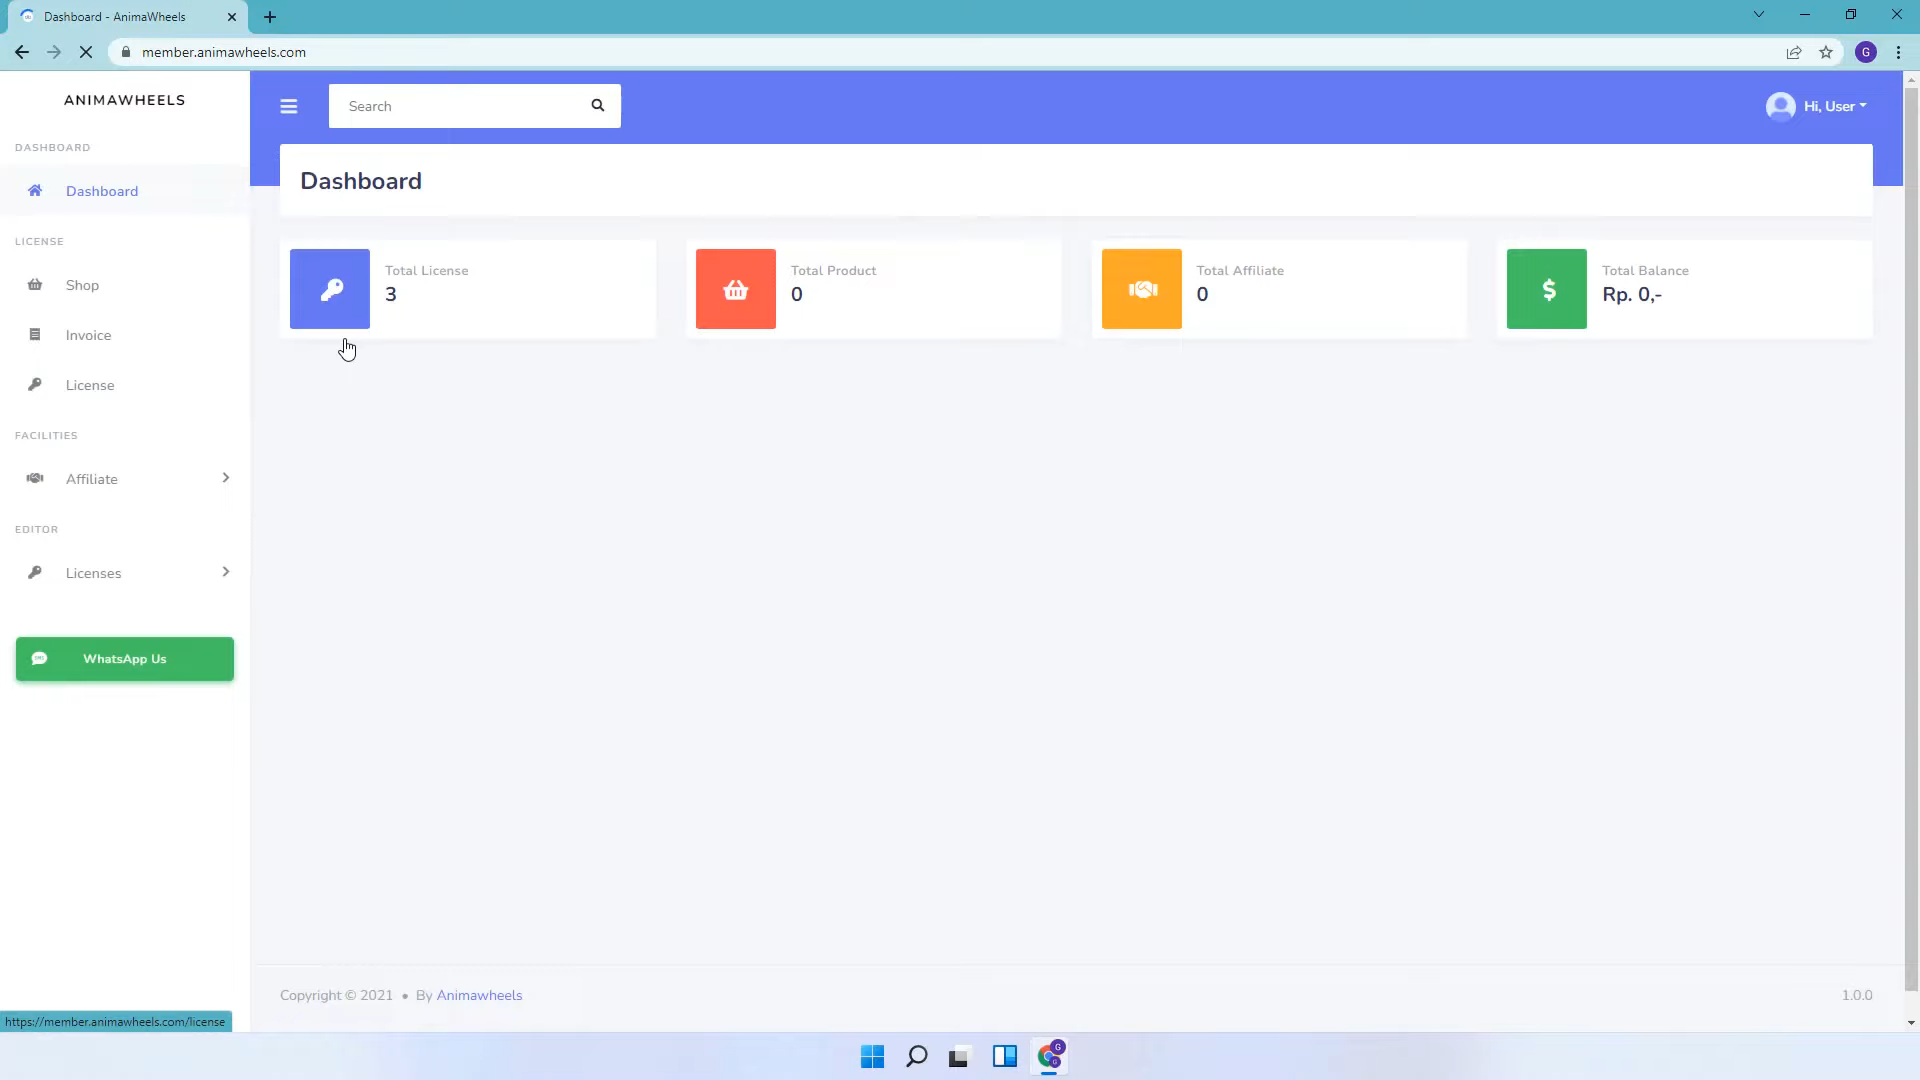 Dashboard - AnimaWheels
member.animawheels.com
G
ANIMAWHEELS
Search
Hi, User
DASHBOARD
Dashboard
Dashboard
LICENSE
Shop
Invoice
License
Total License
3
Total Product
0
Total Affiliate
0
Total Balance
Rp. 0,-
FACILITIES
Affiliate
EDITOR
Licenses
WhatsApp Us
Copyright © 2021 • By Animawheels
1.0.0
https://member.animawheels.com/license
G